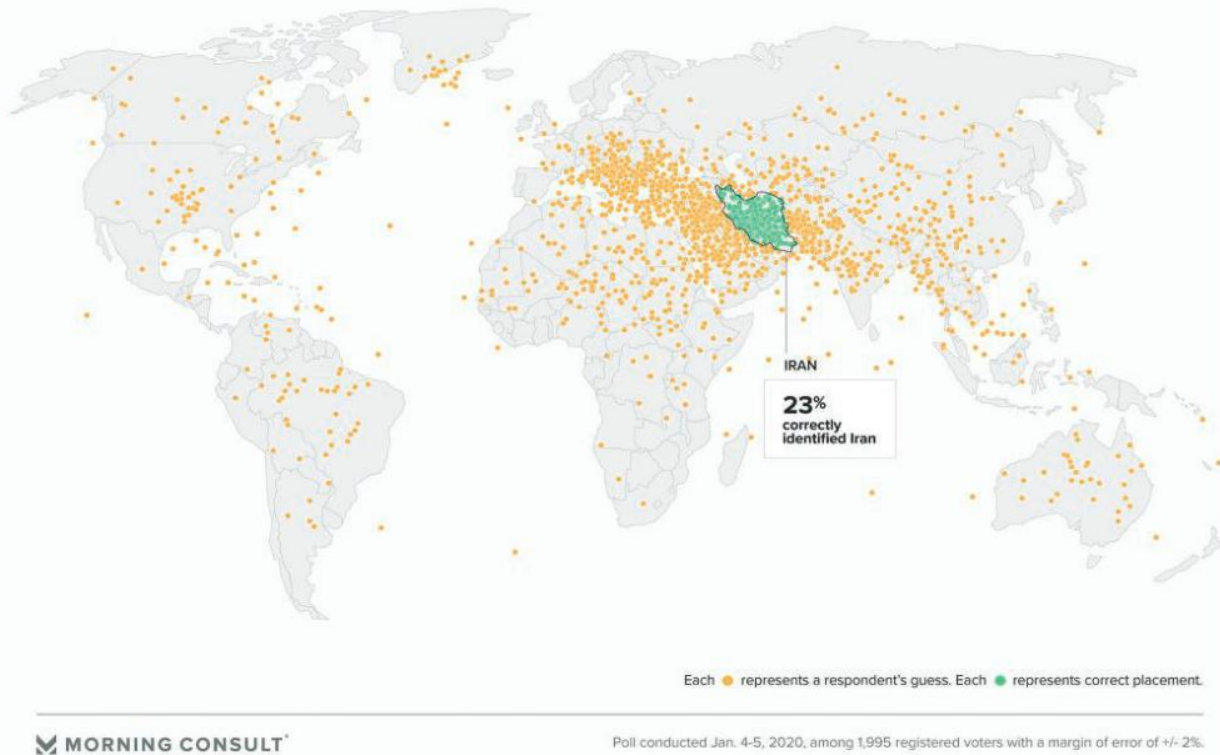 IRAN
23%
correctly
identified Iran
Each represents a respondent's guess. Each represents correct placement.
MORNING CONSULT®
Poll conducted Jan. 4-5, 2020, among 1,995 registered voters with a margin of error of +/- 2%.